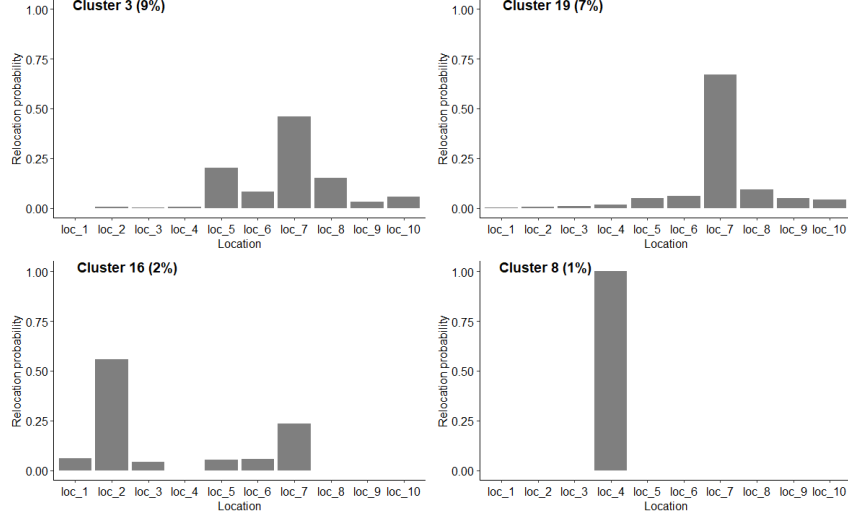 Cluster 3 (9%)
Relocation probability
1.00
0.75
0.50
0.25
0.00
loc_1 loc_2 loc_3 loc_4 loc_5 loc_6 loc_7 loc_8 loc_9 loc_10
Location
Cluster 19 (7%)
Relocation probability
1.00
0.75
0.50
0.25
0.00
loc_1 loc_2 loc_3 loc_4 loc_5 loc_6 loc_7 loc_8 loc_9 loc_10
Location
Cluster 16 (2%)
Relocation probability
1.00
0.75
0.50
0.25
0.00
loc_1 loc_2 loc_3 loc_4 loc_5 loc_6 loc_7 loc_8 loc_9 loc_10
Location
Cluster 8 (1%)
Relocation probability
1.00
0.75
0.50
0.25
0.00
loc_1 loc_2 loc_3 loc_4 loc_5 loc_6 loc_7 loc_8 loc_9 loc_10
Location